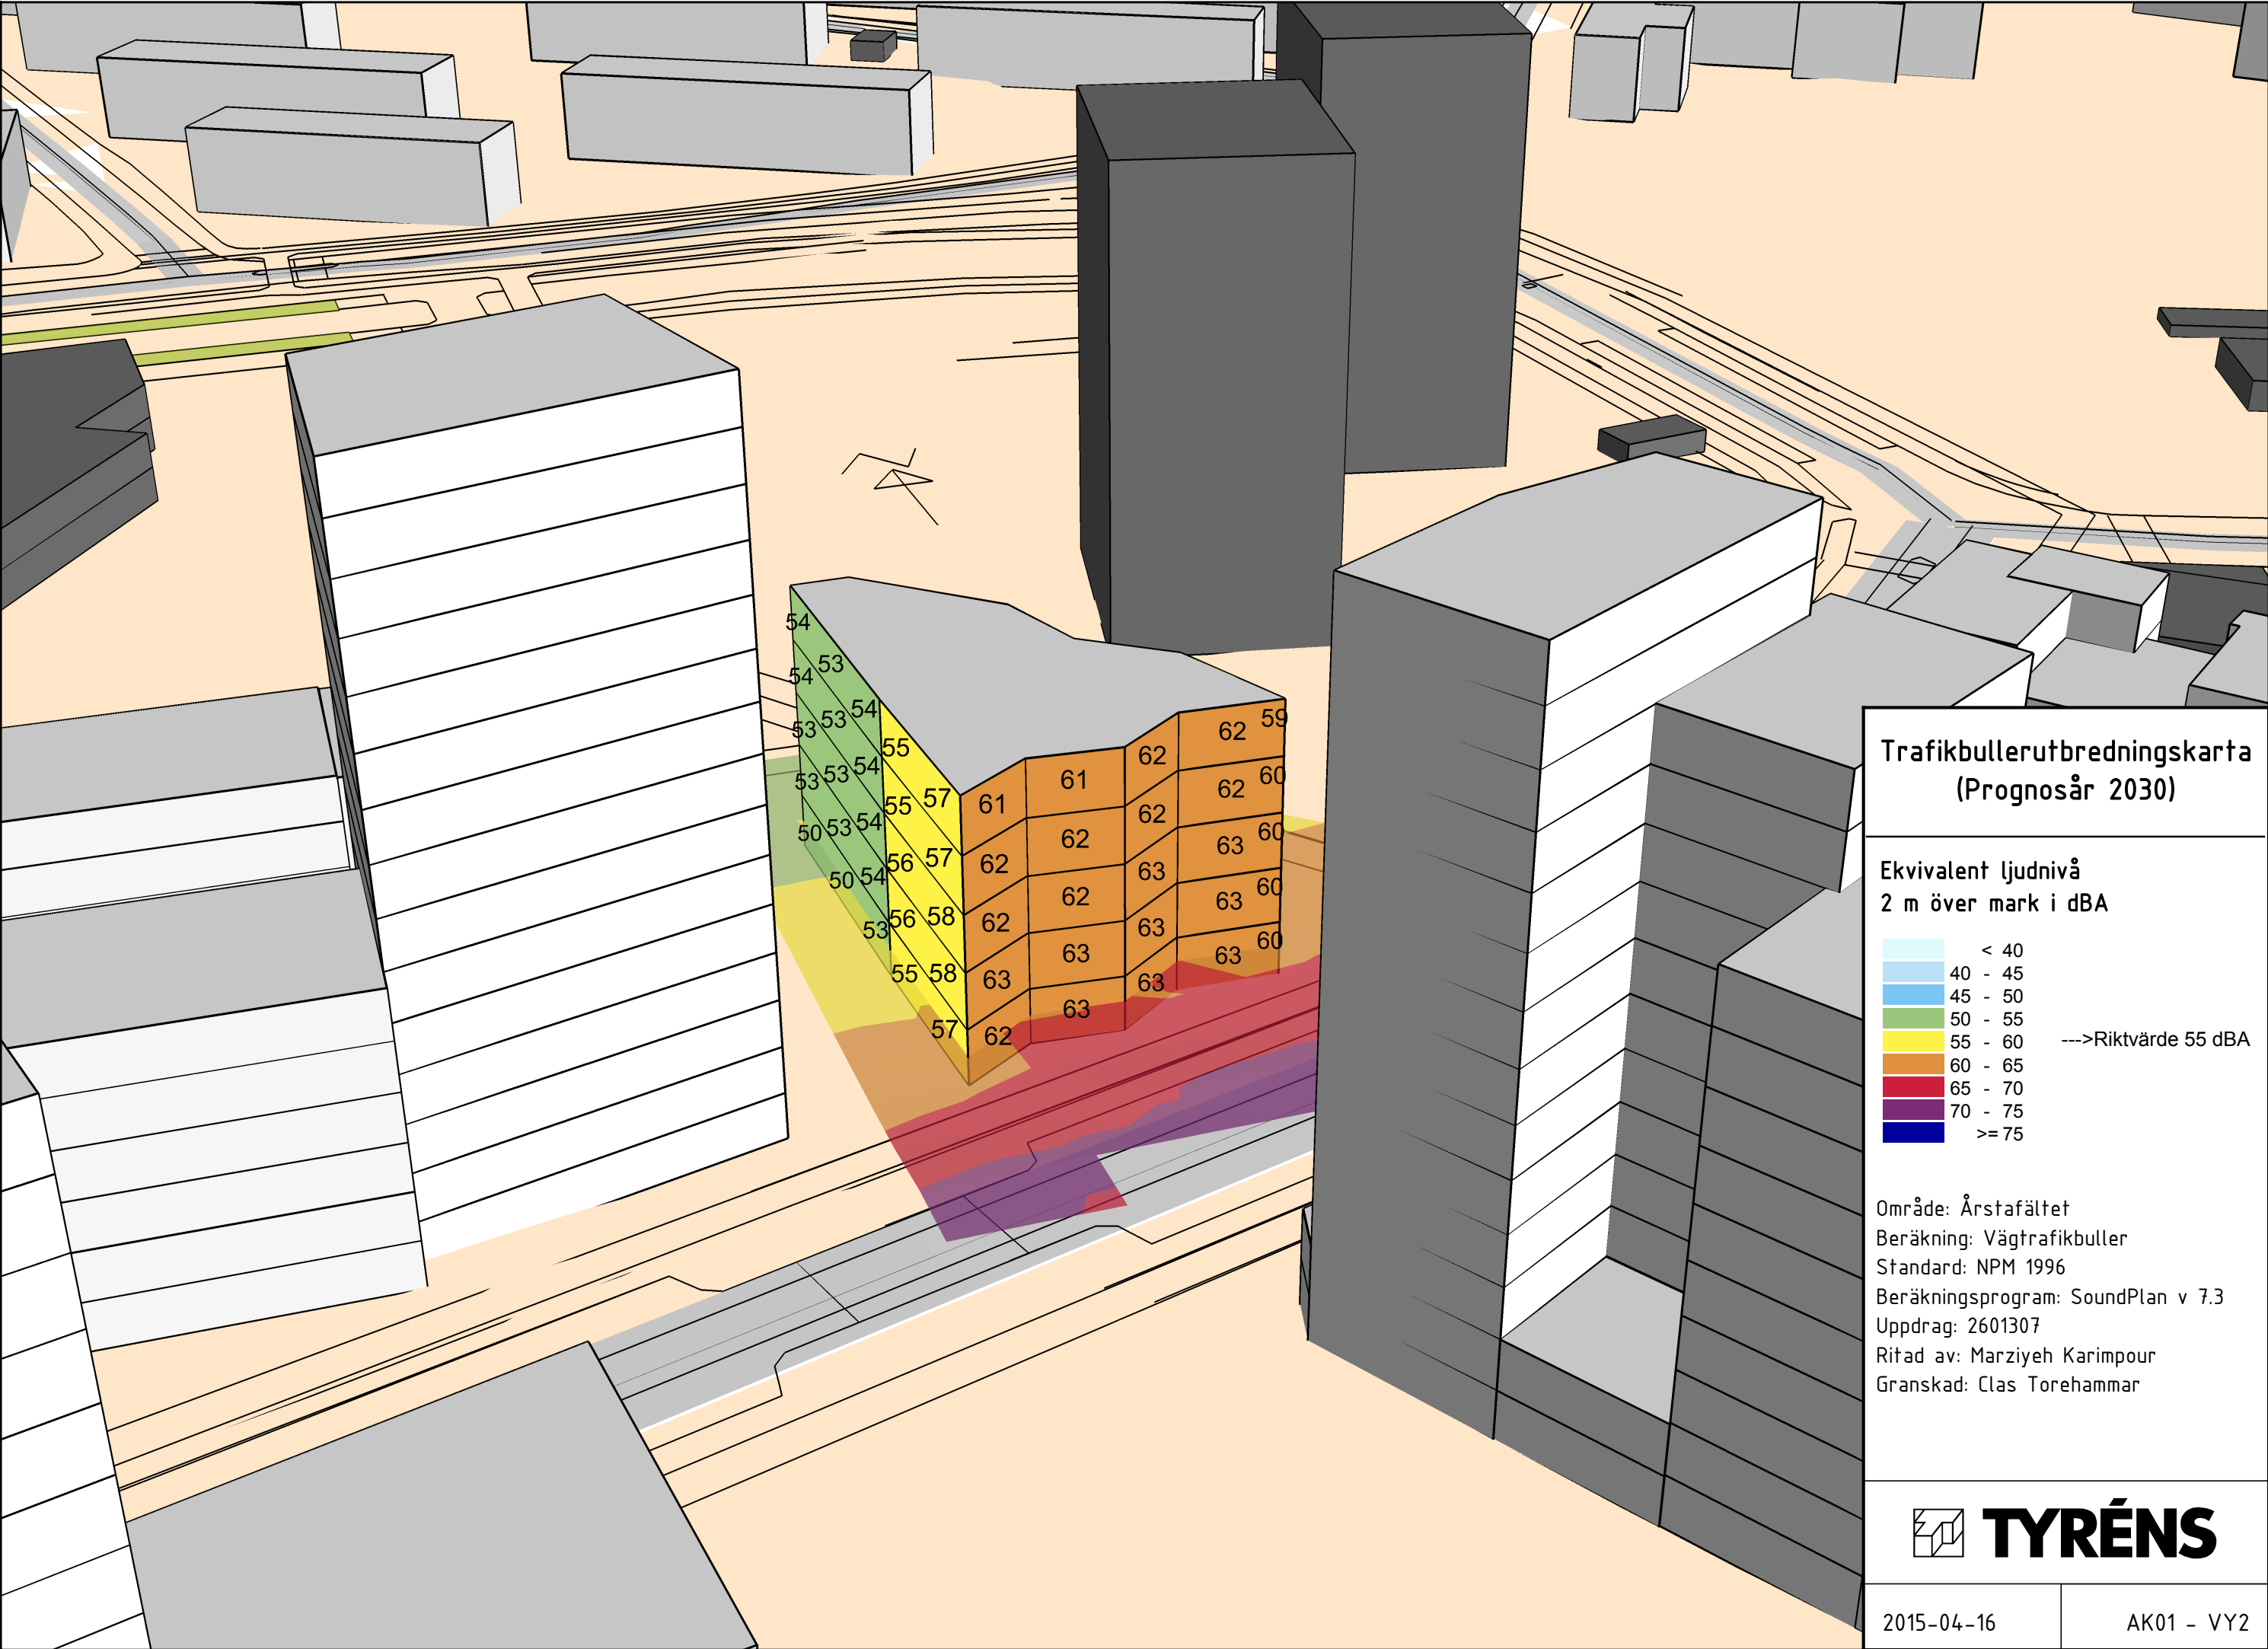 54
53
54
54
53
53
55
54
53
53
57
55
54
53
50
57
56
54
50
58
56
53
58
55
57
61
61
62
62
59
62
62
62
62
60
62
62
63
63
60
63
63
63
63
60
62
63
63
63
60
Trafikbullerutbredningskarta
(Prognosår 2030)
Ekvivalent ljudnivå
2 m över mark i dBA
< 40
40 - 45
45 - 50
50 - 55
55 - 60 --->Riktvärde 55 dBA
60 - 65
65 - 70
70 - 75
>= 75
Område: Årstafältet
Beräkning: Vägtrafikbuller
Standard: NPM 1996
Beräkningsprogram: SoundPlan v 7.3
Uppdrag: 2601307
Ritad av: Marziyeh Karimpour
Granskad: Clas Torehammar
TYRÉNS
2015-04-16 AK01 - VY2